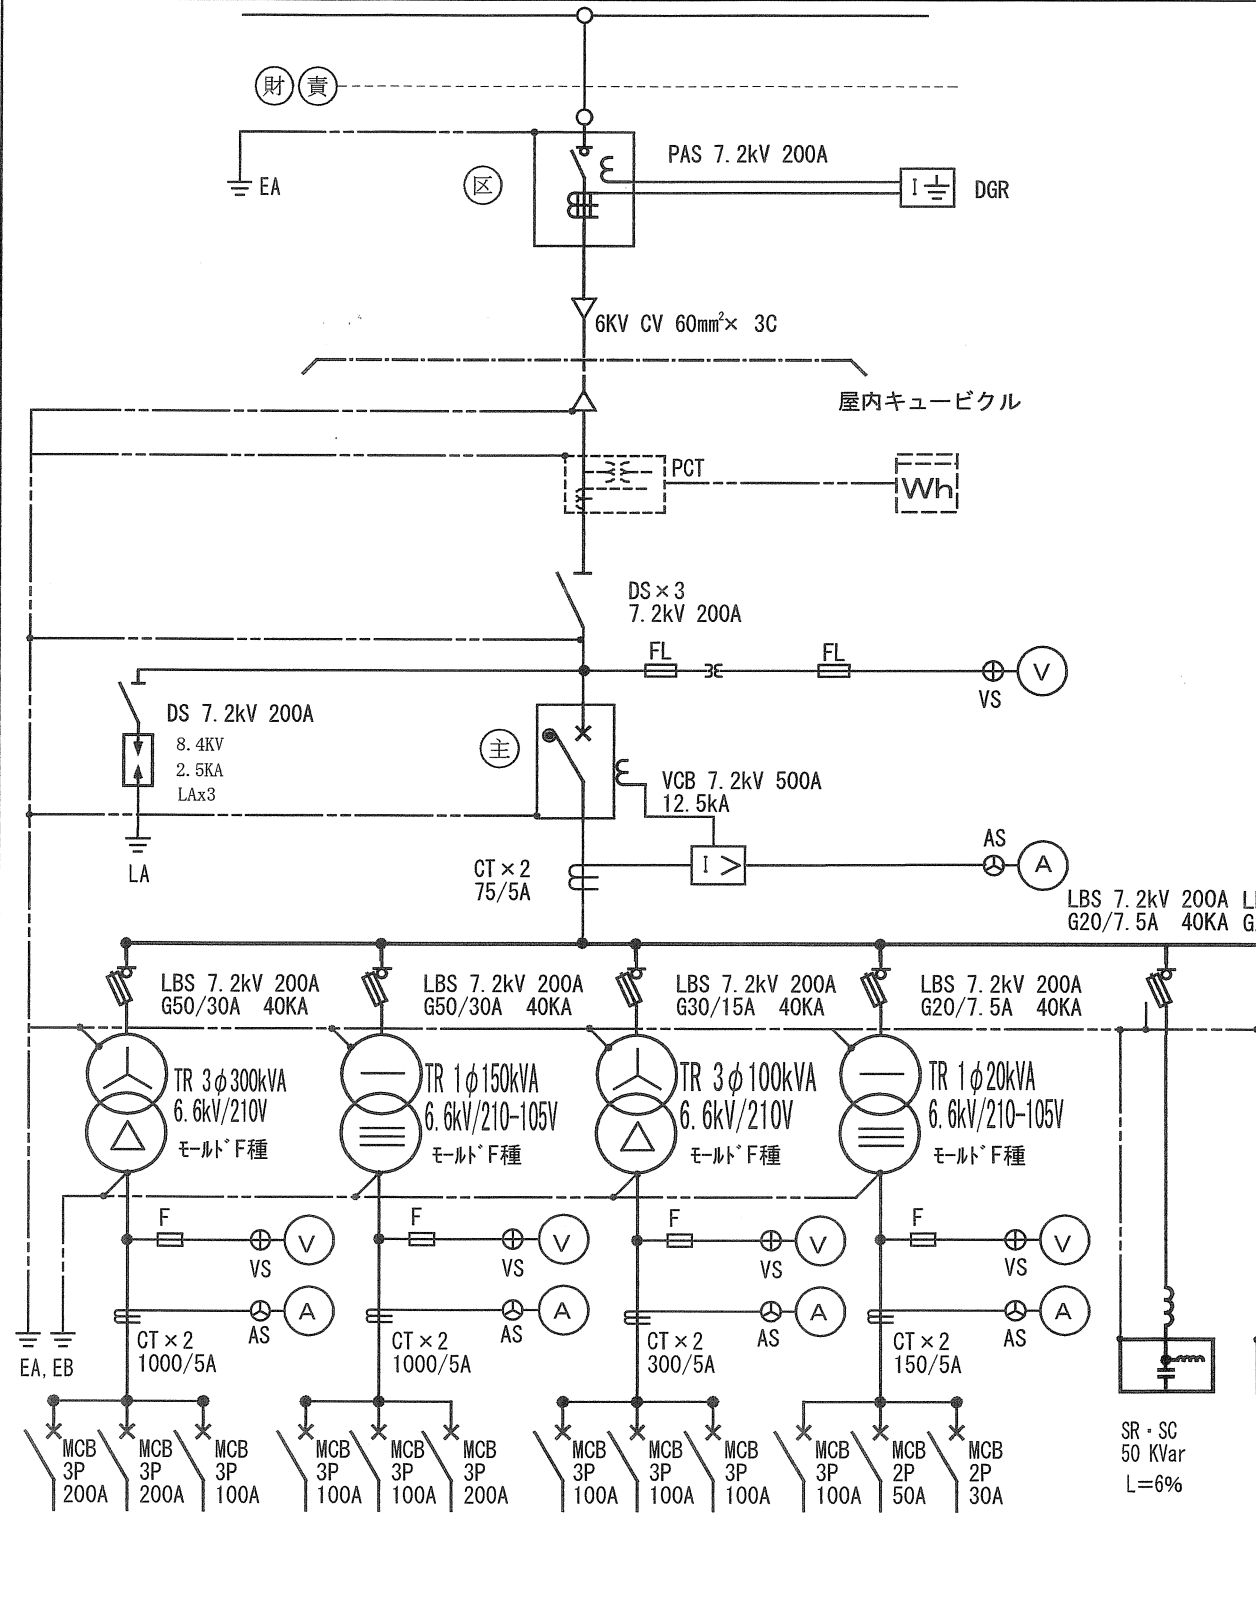 財 責
PAS 7.2kV 200A
EA
区
I
DGR
6KV CV 60mm²× 3C
屋内キュービクル
PCT
Wh
DS×3
7.2kV 200A
FL
FL
V
VS
DS 7.2kV 200A
8.4KV
2.5KA
LAx3
主
VCB 7.2kV 500A
12.5kA
LA
CT×2
75/5A
I >
AS
A
LBS 7.2kV 200A
G20/7.5A 40KA
LBS 7.2kV 200A
G50/30A 40KA
LBS 7.2kV 200A
G50/30A 40KA
LBS 7.2kV 200A
G30/15A 40KA
LBS 7.2kV 200A
G20/7.5A 40KA
TR 3φ300kVA
6.6kV/210V
ﾓｰﾙﾄﾞF種
TR 1φ150kVA
6.6kV/210-105V
ﾓｰﾙﾄﾞF種
TR 3φ100kVA
6.6kV/210V
ﾓｰﾙﾄﾞF種
TR 1φ20kVA
6.6kV/210-105V
ﾓｰﾙﾄﾞF種
F
VS
V
F
VS
V
F
VS
V
F
VS
V
AS
A
AS
A
AS
A
AS
A
EA,EB
CT×2
1000/5A
CT×2
1000/5A
CT×2
300/5A
CT×2
150/5A
MCB
3P
200A
MCB
3P
200A
MCB
3P
100A
MCB
3P
100A
MCB
3P
100A
MCB
3P
200A
MCB
3P
100A
MCB
3P
100A
MCB
3P
100A
MCB
3P
100A
MCB
2P
50A
MCB
2P
30A
SR・SC
50 KVar
L=6%